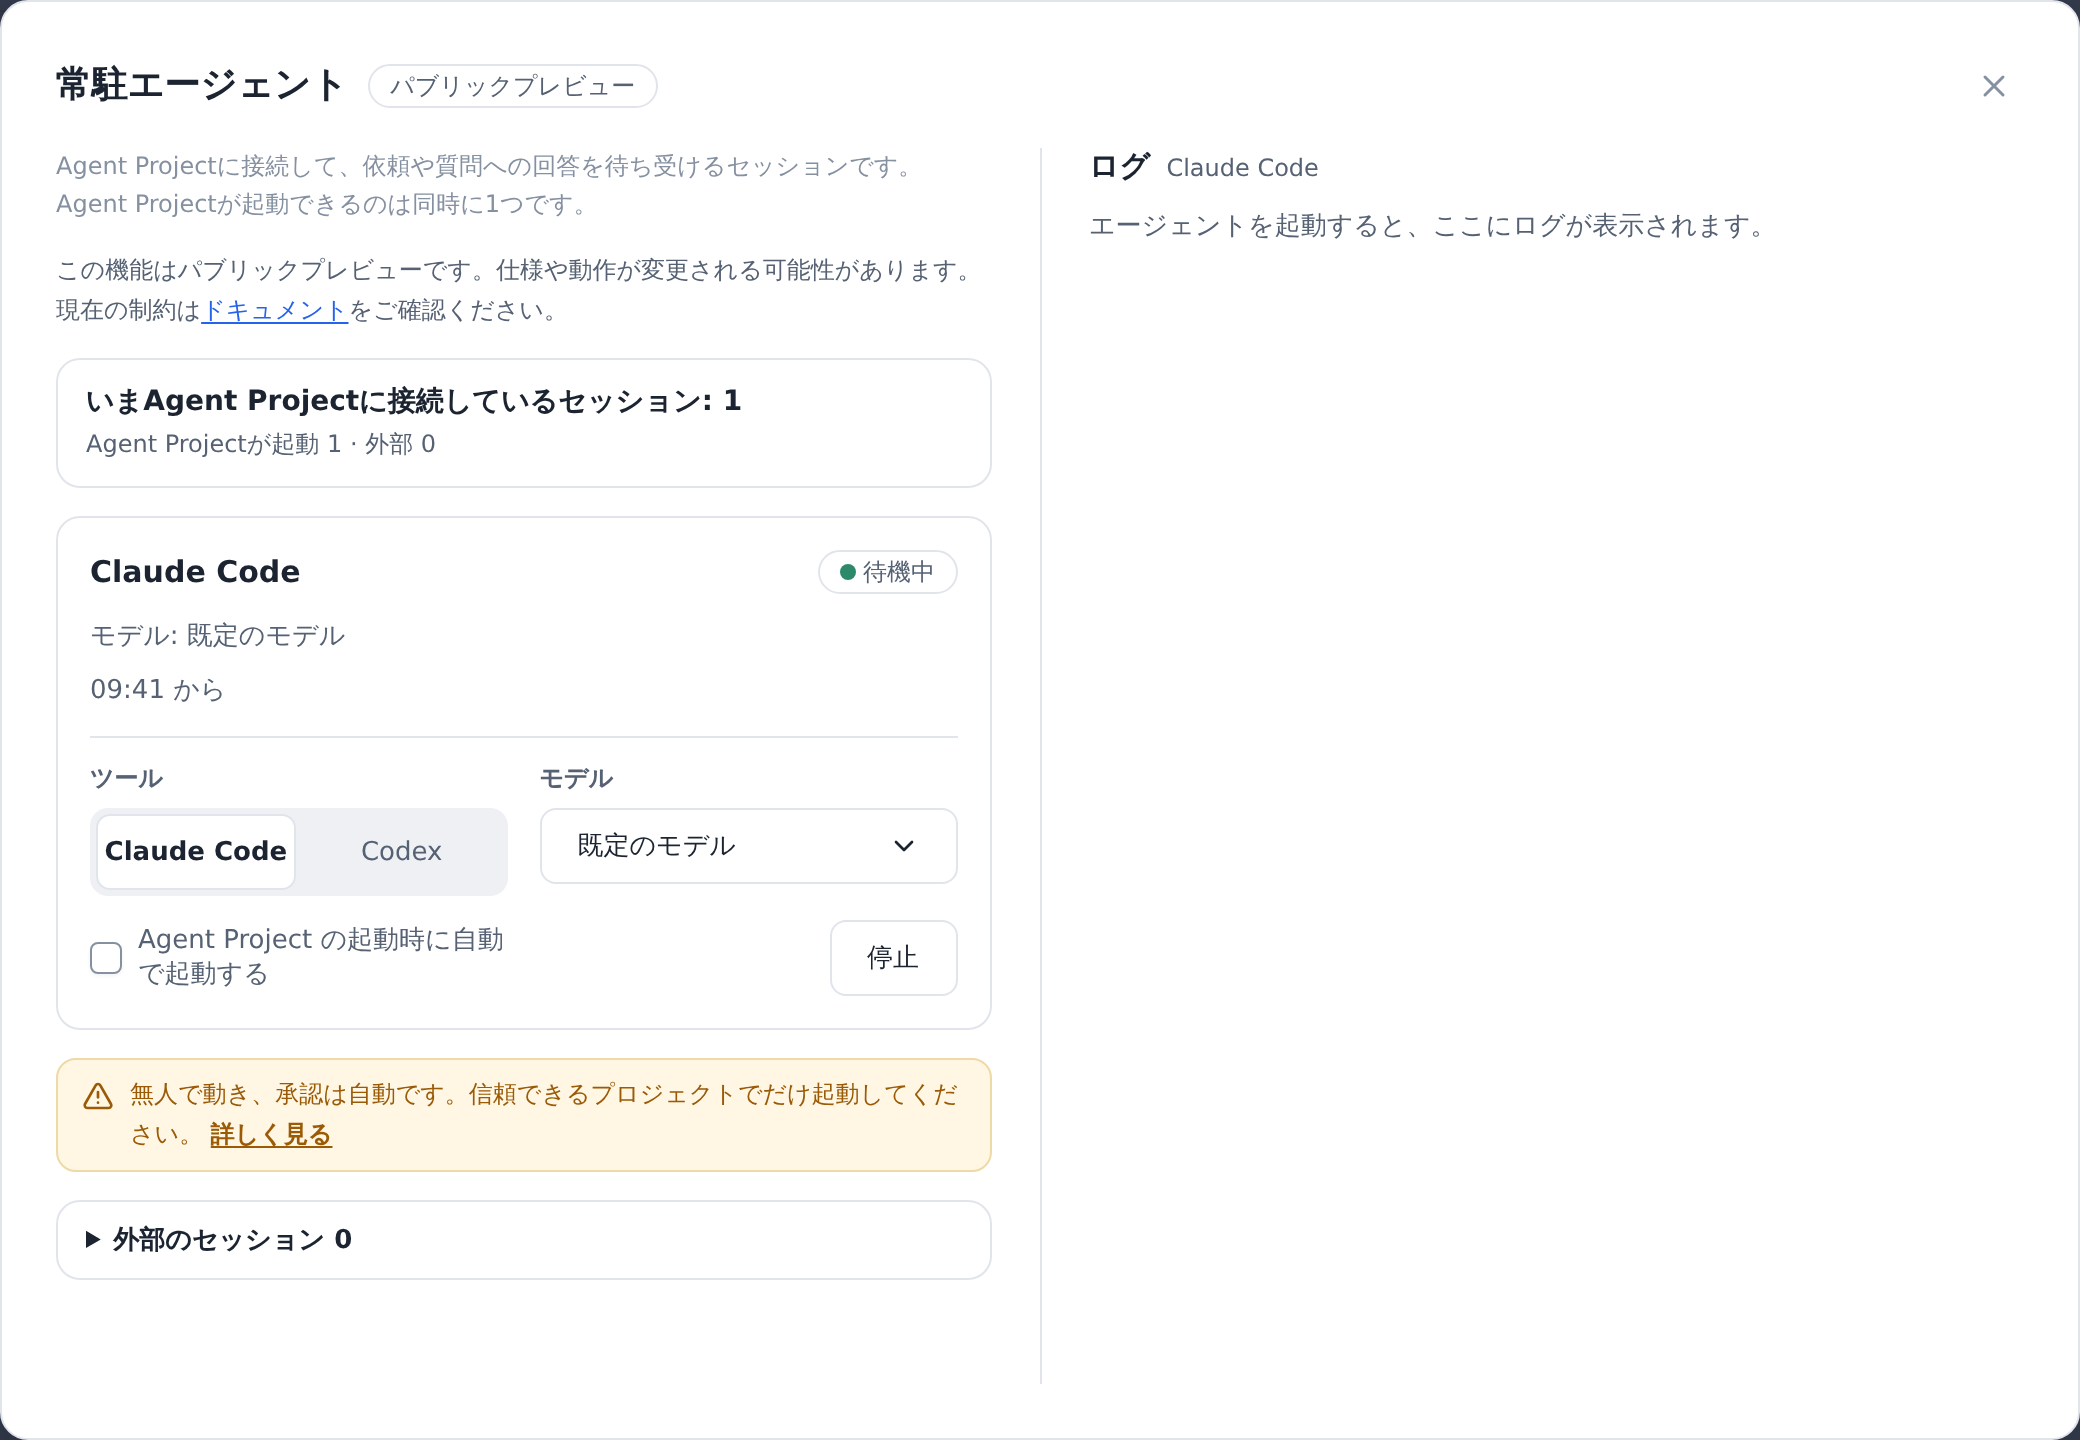 常駐エージェント パブリックプレビュー
Agent Projectに接続して、依頼や質問への回答を待ち受けるセッションです。
Agent Projectが起動できるのは同時に1つです。
この機能はパブリックプレビューです。仕様や動作が変更される可能性があります。
現在の制約はドキュメントをご確認ください。
いまAgent Projectに接続しているセッション: 1
Agent Projectが起動 1 · 外部 0
Claude Code 待機中
モデル: 既定のモデル
09:41 から
ツール モデル
Claude Code Codex 既定のモデル
Agent Project の起動時に自動
で起動する
停止
無人で動き、承認は自動です。信頼できるプロジェクトでだけ起動してくだ
さい。 詳しく見る
外部のセッション 0
ログ Claude Code
エージェントを起動すると、ここにログが表示されます。